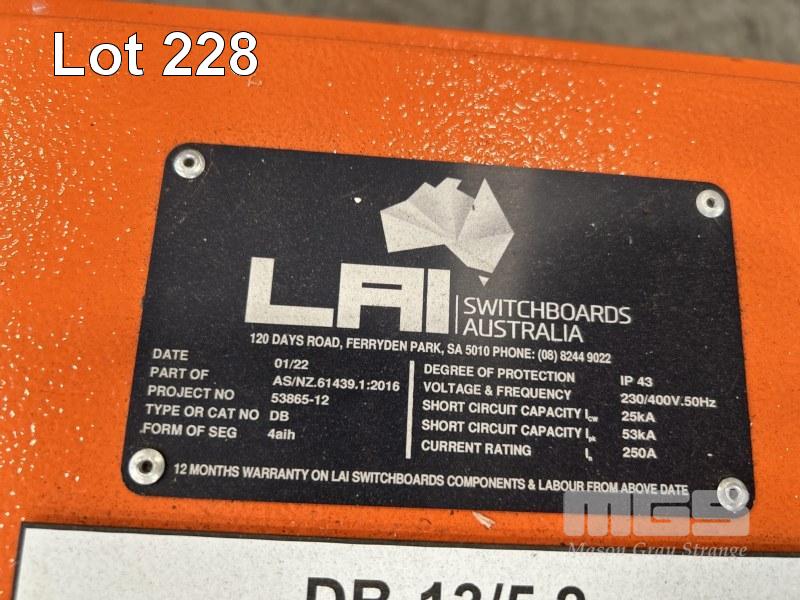 Lot 228
LAI
SWITCHBOARDS
AUSTRALIA
120 DAYS ROAD, FERRYDEN PARK, SA 5010 PHONE: (08) 8244 9022
DATE 01/22
PART OF AS/NZ.61439.1:2016
PROJECT NO 53865-12
TYPE OR CAT NO DB
FORM OF SEG 4aih
DEGREE OF PROTECTION IP 43
VOLTAGE & FREQUENCY 230/400V.50Hz
SHORT CIRCUIT CAPACITY Icw 25kA
SHORT CIRCUIT CAPACITY Ipk 53kA
CURRENT RATING In 250A
12 MONTHS WARRANTY ON LAI SWITCHBOARDS COMPONENTS & LABOUR FROM ABOVE DATE
MGS
Mason Gray Strange